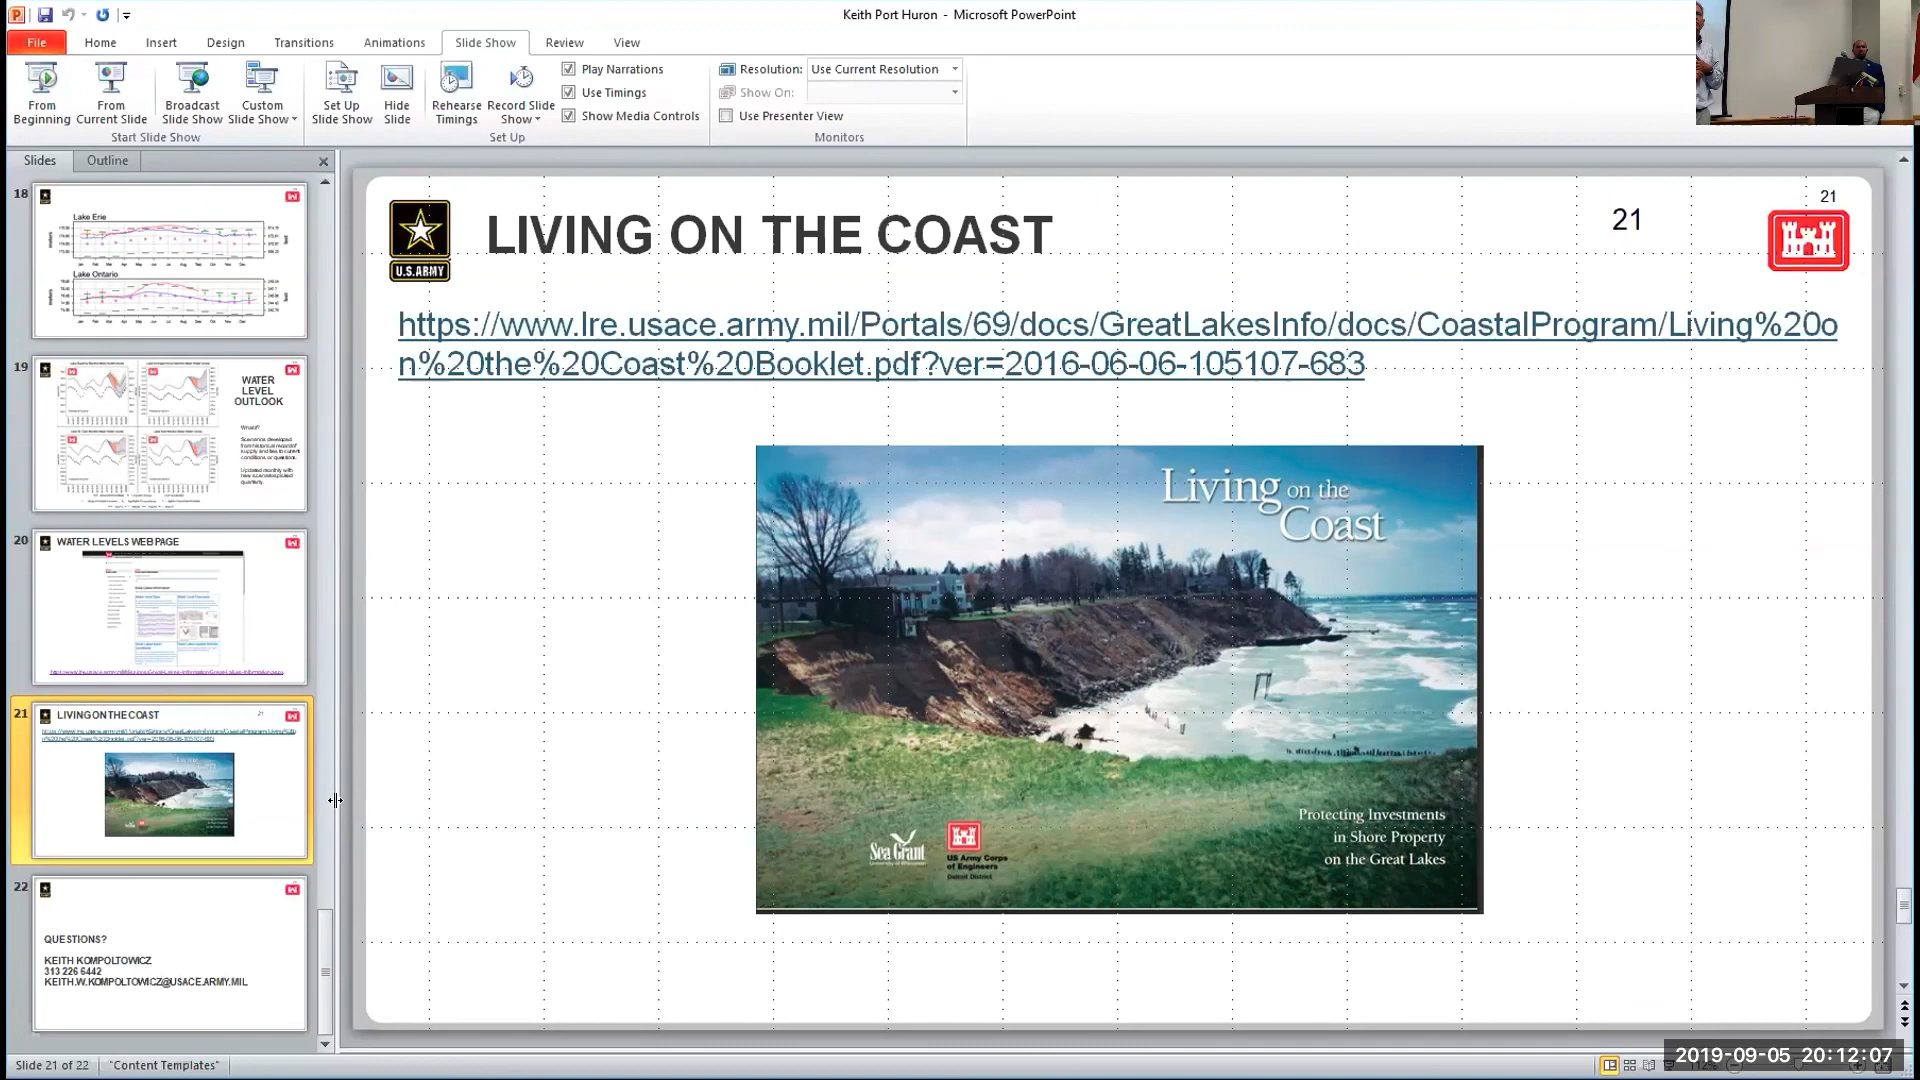 Keith Port Huron - Microsoft PowerPoint
File Home Insert Design Transitions Animations Slide Show Review View
From Beginning
From Current Slide
Broadcast Slide Show
Custom Slide Show
Start Slide Show
Set Up Slide Show
Hide Slide
Rehearse Timings
Record Slide Show
Play Narrations
Use Timings
Show Media Controls
Set Up
Resolution: Use Current Resolution
Show On:
Use Presenter View
Monitors
Slides Outline
18
Lake Erie
Lake Ontario
19
WATER
LEVEL
OUTLOOK
20
WATER LEVELS WEBPAGE
21
LIVING ON THE COAST
22
QUESTIONS?
KEITH KOMPOLTOWICZ
313 226 6442
KEITH.W.KOMPOLTOWICZ@USACE.ARMY.MIL
U.S.ARMY
LIVING ON THE COAST
21
21
https://www.lre.usace.army.mil/Portals/69/docs/GreatLakesInfo/docs/CoastalProgram/Living%20o
n%20the%20Coast%20Booklet.pdf?ver=2016-06-06-105107-683
Living on the
Coast
Protecting Investments
in Shore Property
on the Great Lakes
Sea Grant
University of Wisconsin
US Army Corps
of Engineers
Detroit District
Slide 21 of 22 "Content Templates"
2019-09-05 20:12:07